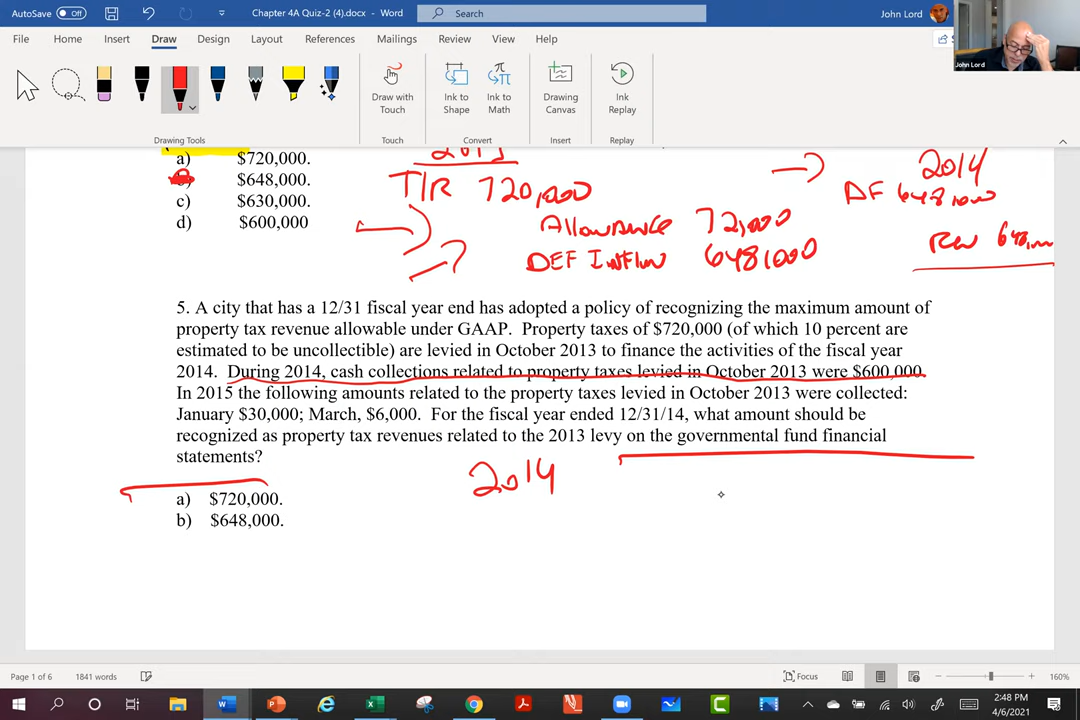 AutoSave Off
Chapter 4A Quiz-2 (4).docx - Word
Search
John Lord
John Lord
File Home Insert Draw Design Layout References Mailings Review View Help
Draw with Touch
Ink to Shape
Ink to Math
Drawing Canvas
Ink Replay
Drawing Tools
Touch
Convert
Insert
Replay
a) $720,000.
$648,000.
c) $630,000.
d) $600,000
2013
T/R 720,000
Allowance 72,000
DEF Inflow 648,000
2014
DF 648,000
Rev 648,000
5. A city that has a 12/31 fiscal year end has adopted a policy of recognizing the maximum amount of
property tax revenue allowable under GAAP. Property taxes of $720,000 (of which 10 percent are
estimated to be uncollectible) are levied in October 2013 to finance the activities of the fiscal year
2014. During 2014, cash collections related to property taxes levied in October 2013 were $600,000.
In 2015 the following amounts related to the property taxes levied in October 2013 were collected:
January $30,000; March, $6,000. For the fiscal year ended 12/31/14, what amount should be
recognized as property tax revenues related to the 2013 levy on the governmental fund financial
statements?
2014
a) $720,000.
b) $648,000.
Page 1 of 6
1841 words
Focus
160%
2:48 PM
4/6/2021